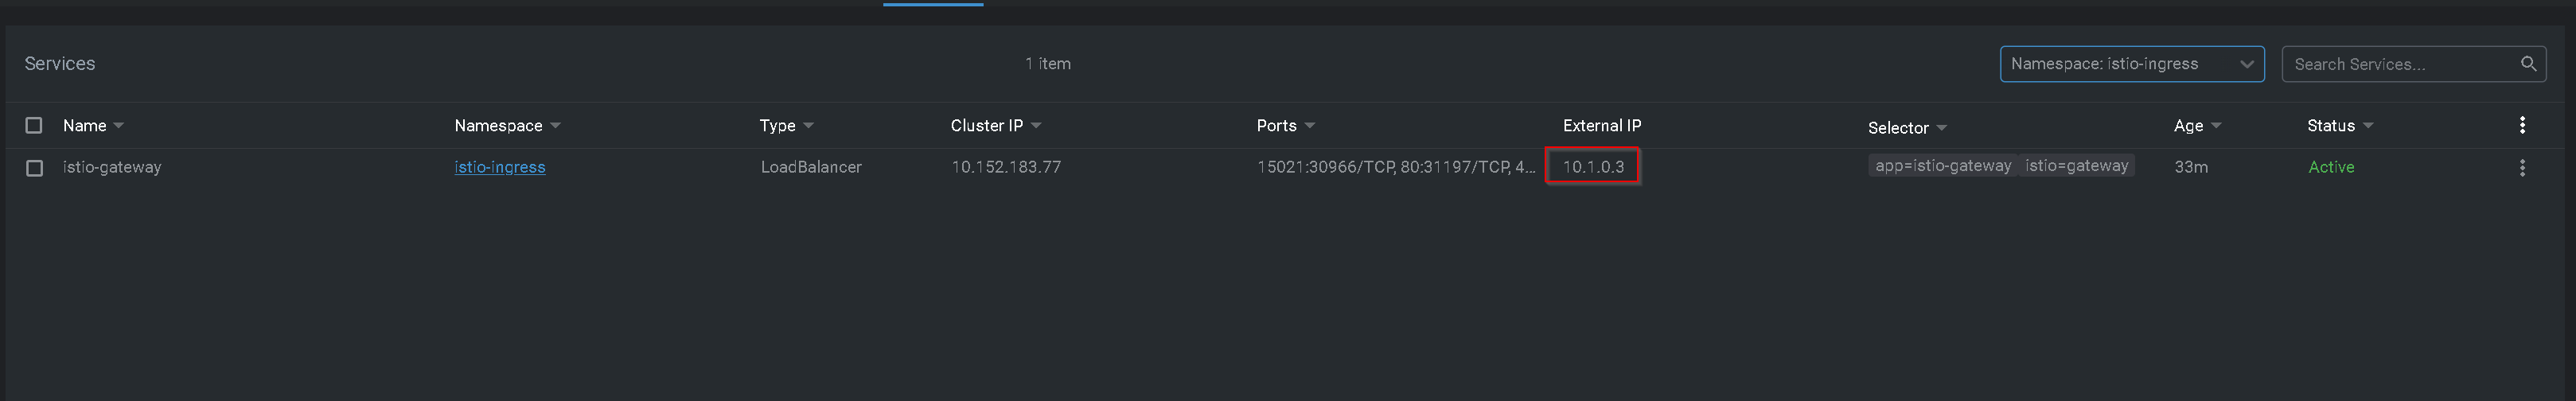 Services 1 item Namespace: istio-ingress Search Services...
Name Namespace Type Cluster IP Ports External IP Selector Age Status
istio-gateway istio-ingress LoadBalancer 10.152.183.77 15021:30966/TCP, 80:31197/TCP, 4... 10.1.0.3 app=istio-gateway istio=gateway 33m Active